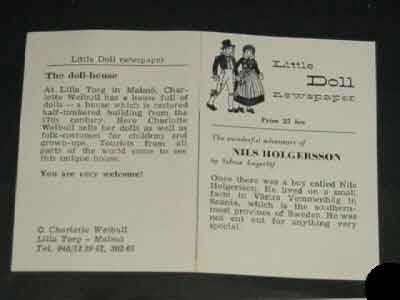 Little Doll newspaper
The doll-house
At Lilla Torg in Malmö, Char-
lotte Weibull has a house full of
dolls — a house which is restored
half-timbered building from the
17th century. Here Charlotte
Weibull sells her dolls as well as
folk-costumes for children and
grown-ups. Tourists from all
parts of the world come to see
this unique house.
You are very welcome!
© Charlotte Weibull
Lilla Torg - Malmö
Tel. 040/11
Little
Doll
newspaper
Price 25 öre
The wonderful adventures of
NILS HOLGERSSON
by Selma Lagerlöf
Once there was a boy called Nils
Holgersson. He lived on a small
farm in Västra Vemmenhög in
Scania, which is the southern-
most province of Sweden. He was
not cut out for anything very
special.